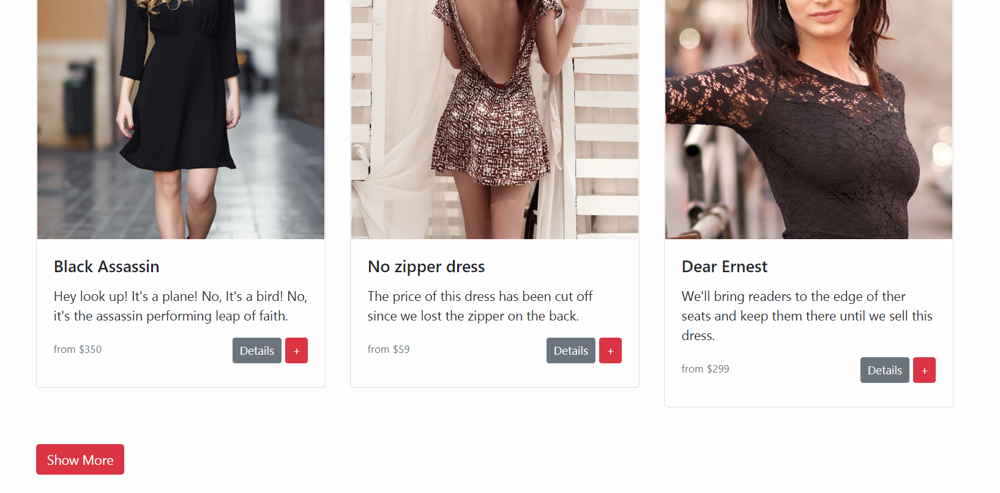 Black Assassin
Hey look up! It's a plane! No, It's a bird! No,
it's the assassin performing leap of faith.
from $350
Details
+
No zipper dress
The price of this dress has been cut off
since we lost the zipper on the back.
from $59
Details
+
Dear Ernest
We'll bring readers to the edge of ther
seats and keep them there until we sell this
dress.
from $299
Details
+
Show More